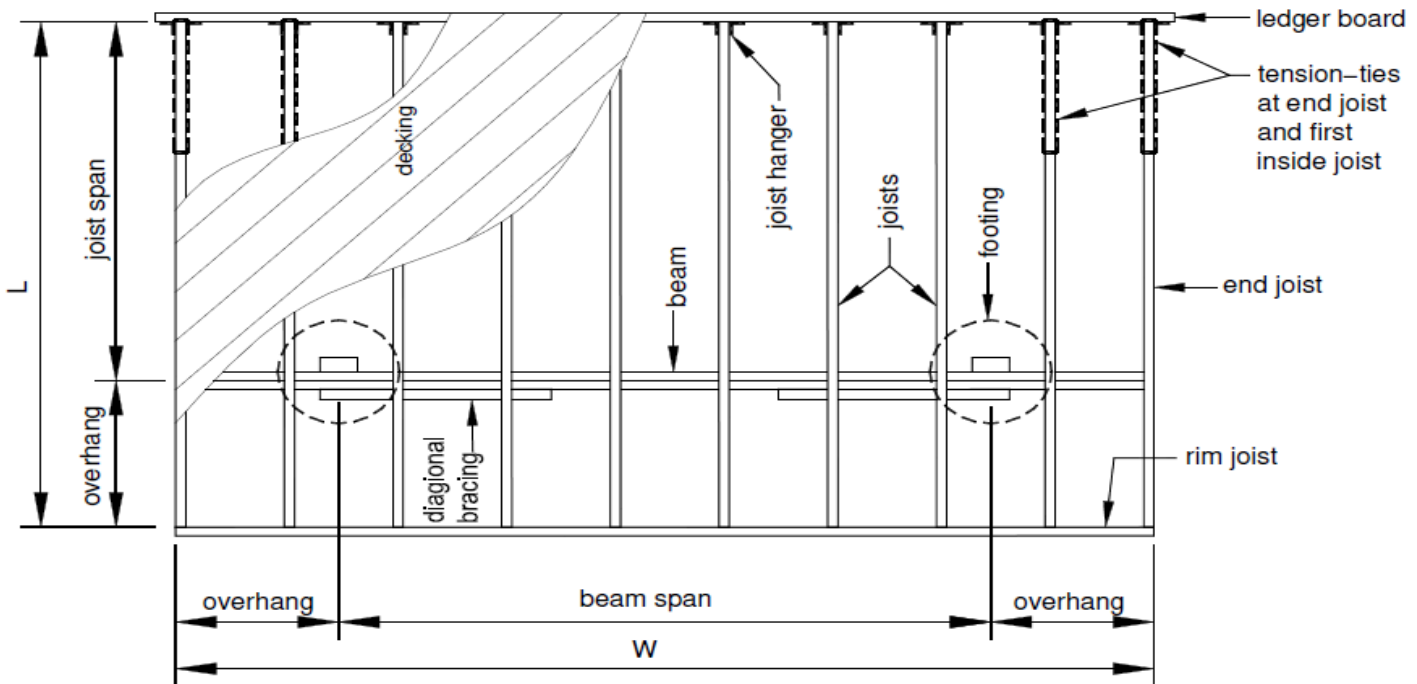 ledger board
tension-ties
at end joist
and first
inside joist
decking
joist hanger
joist span
L
joists
footing
beam
end joist
overhang
diagional
bracing
rim joist
overhang
beam span
overhang
W